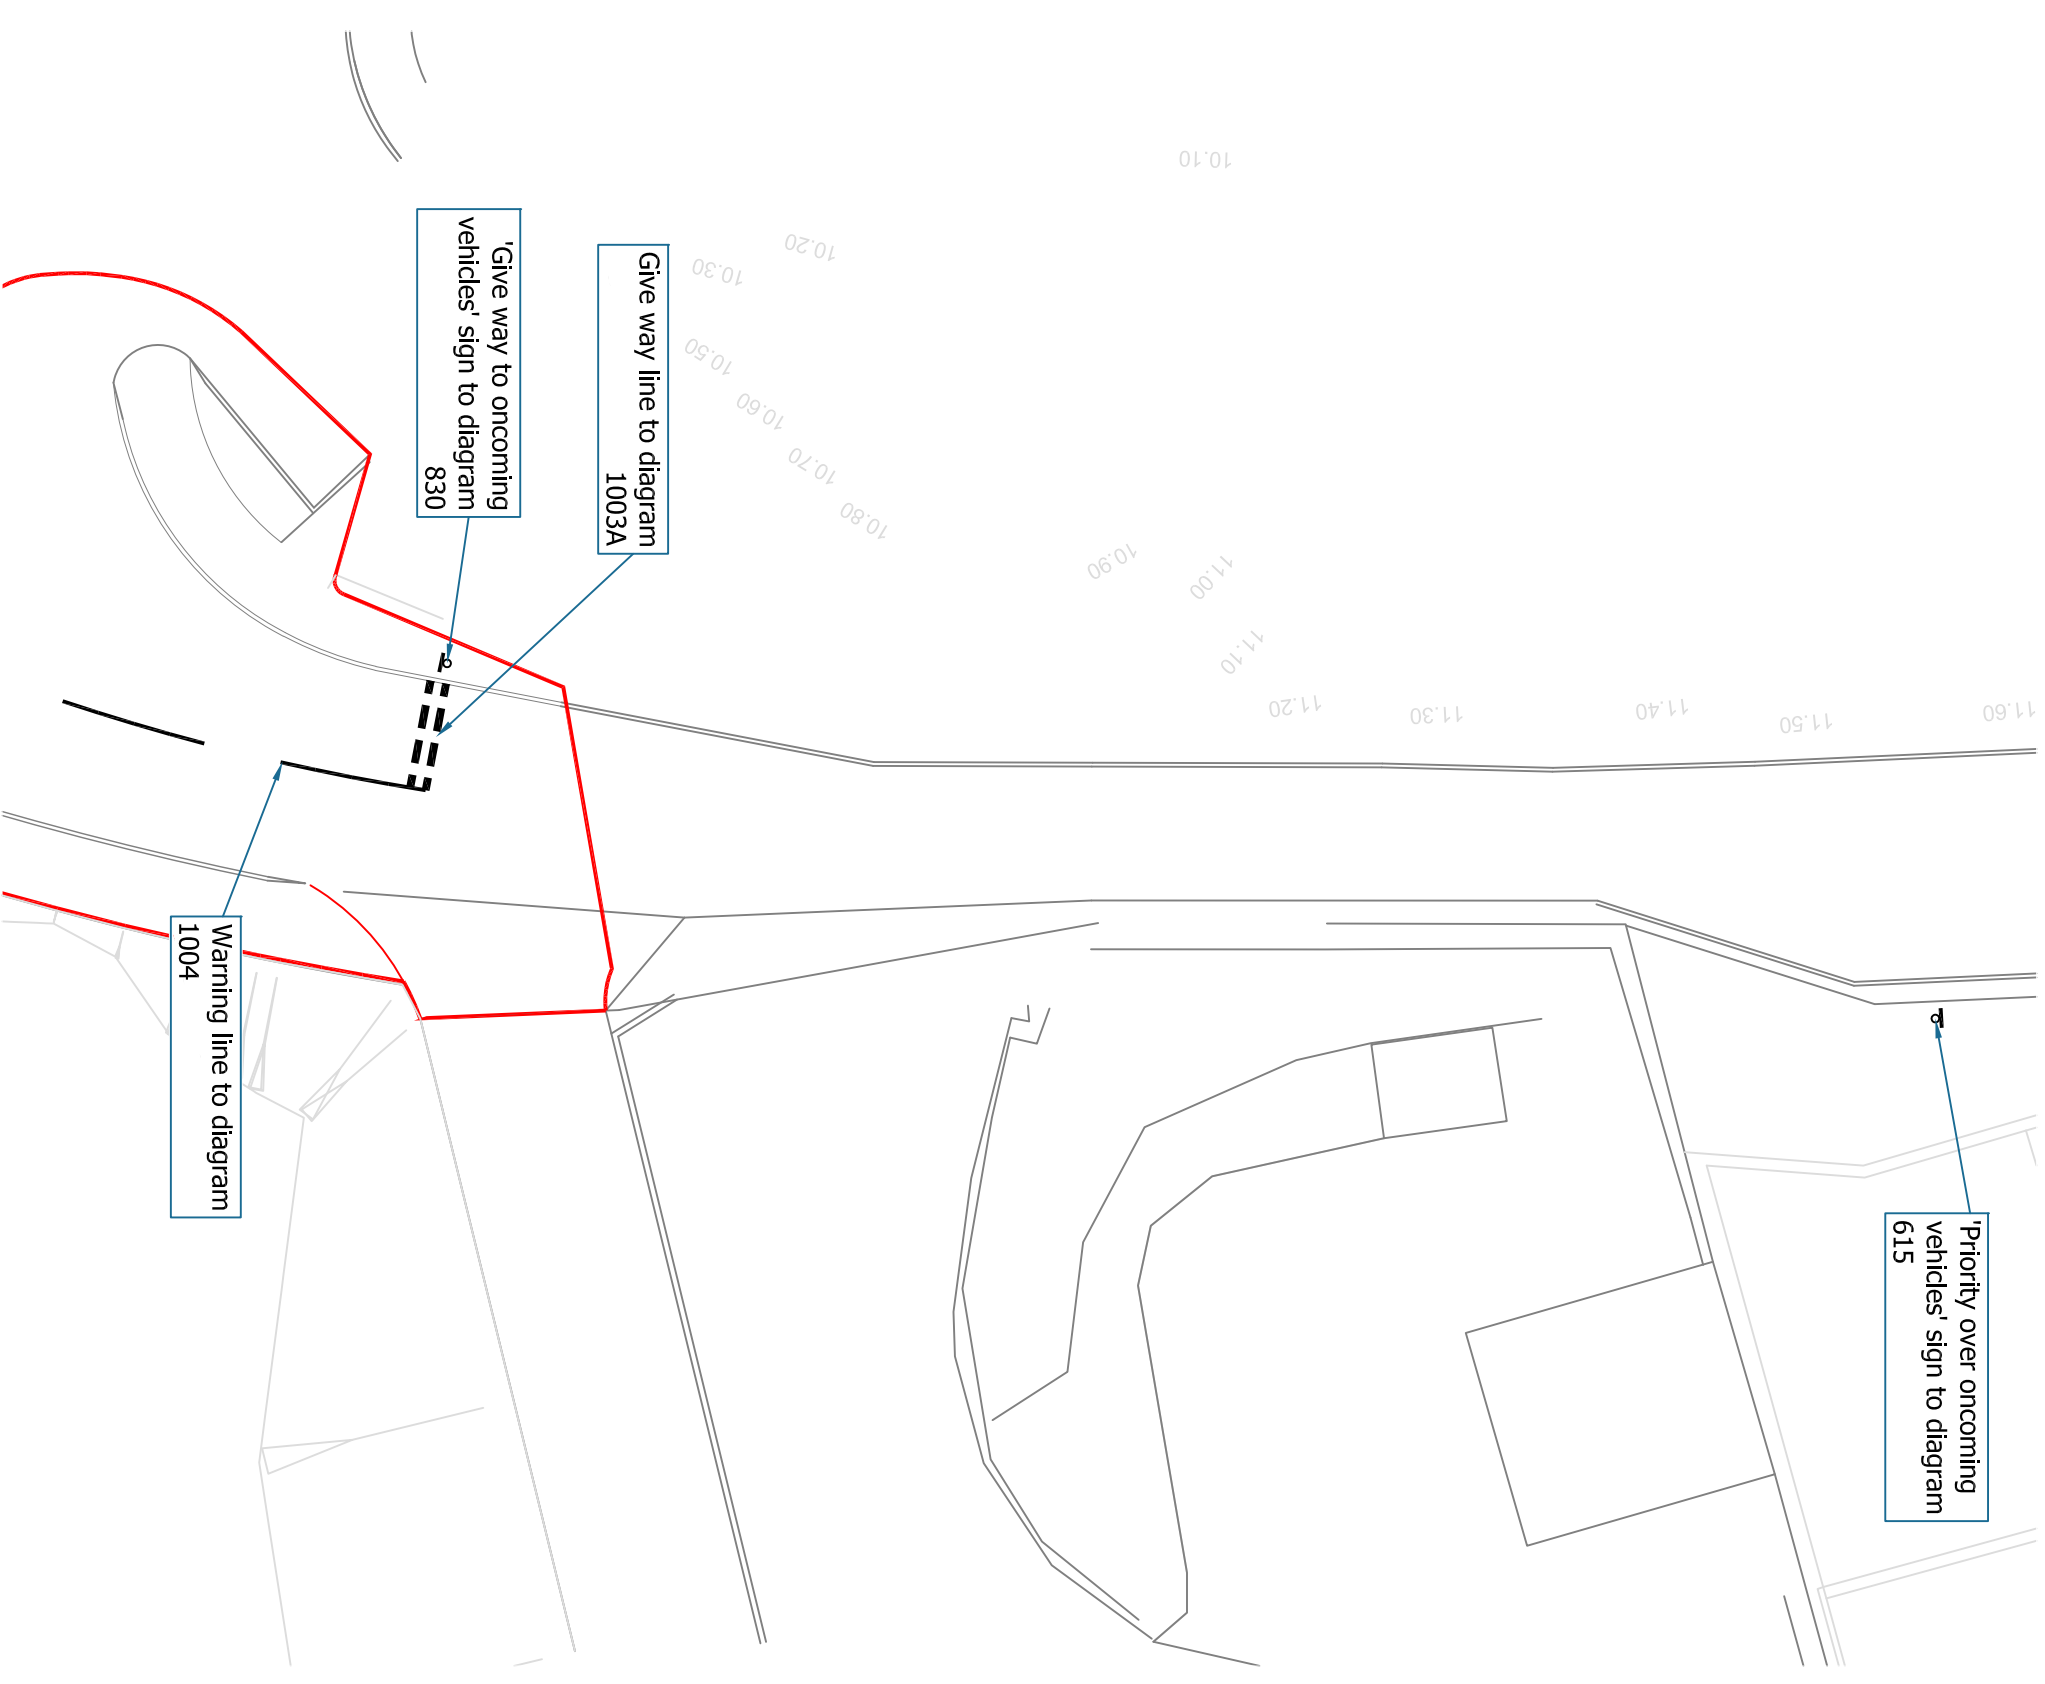 'Give way to oncoming
vehicles' sign to diagram
830
Give way line to diagram
1003A
Warning line to diagram
1004
'Priority over oncoming
vehicles' sign to diagram
615
10.10
10.20
10.30
10.50
10.60
10.70
10.80
10.90
11.00
11.10
11.20
11.30
11.40
11.50
11.60